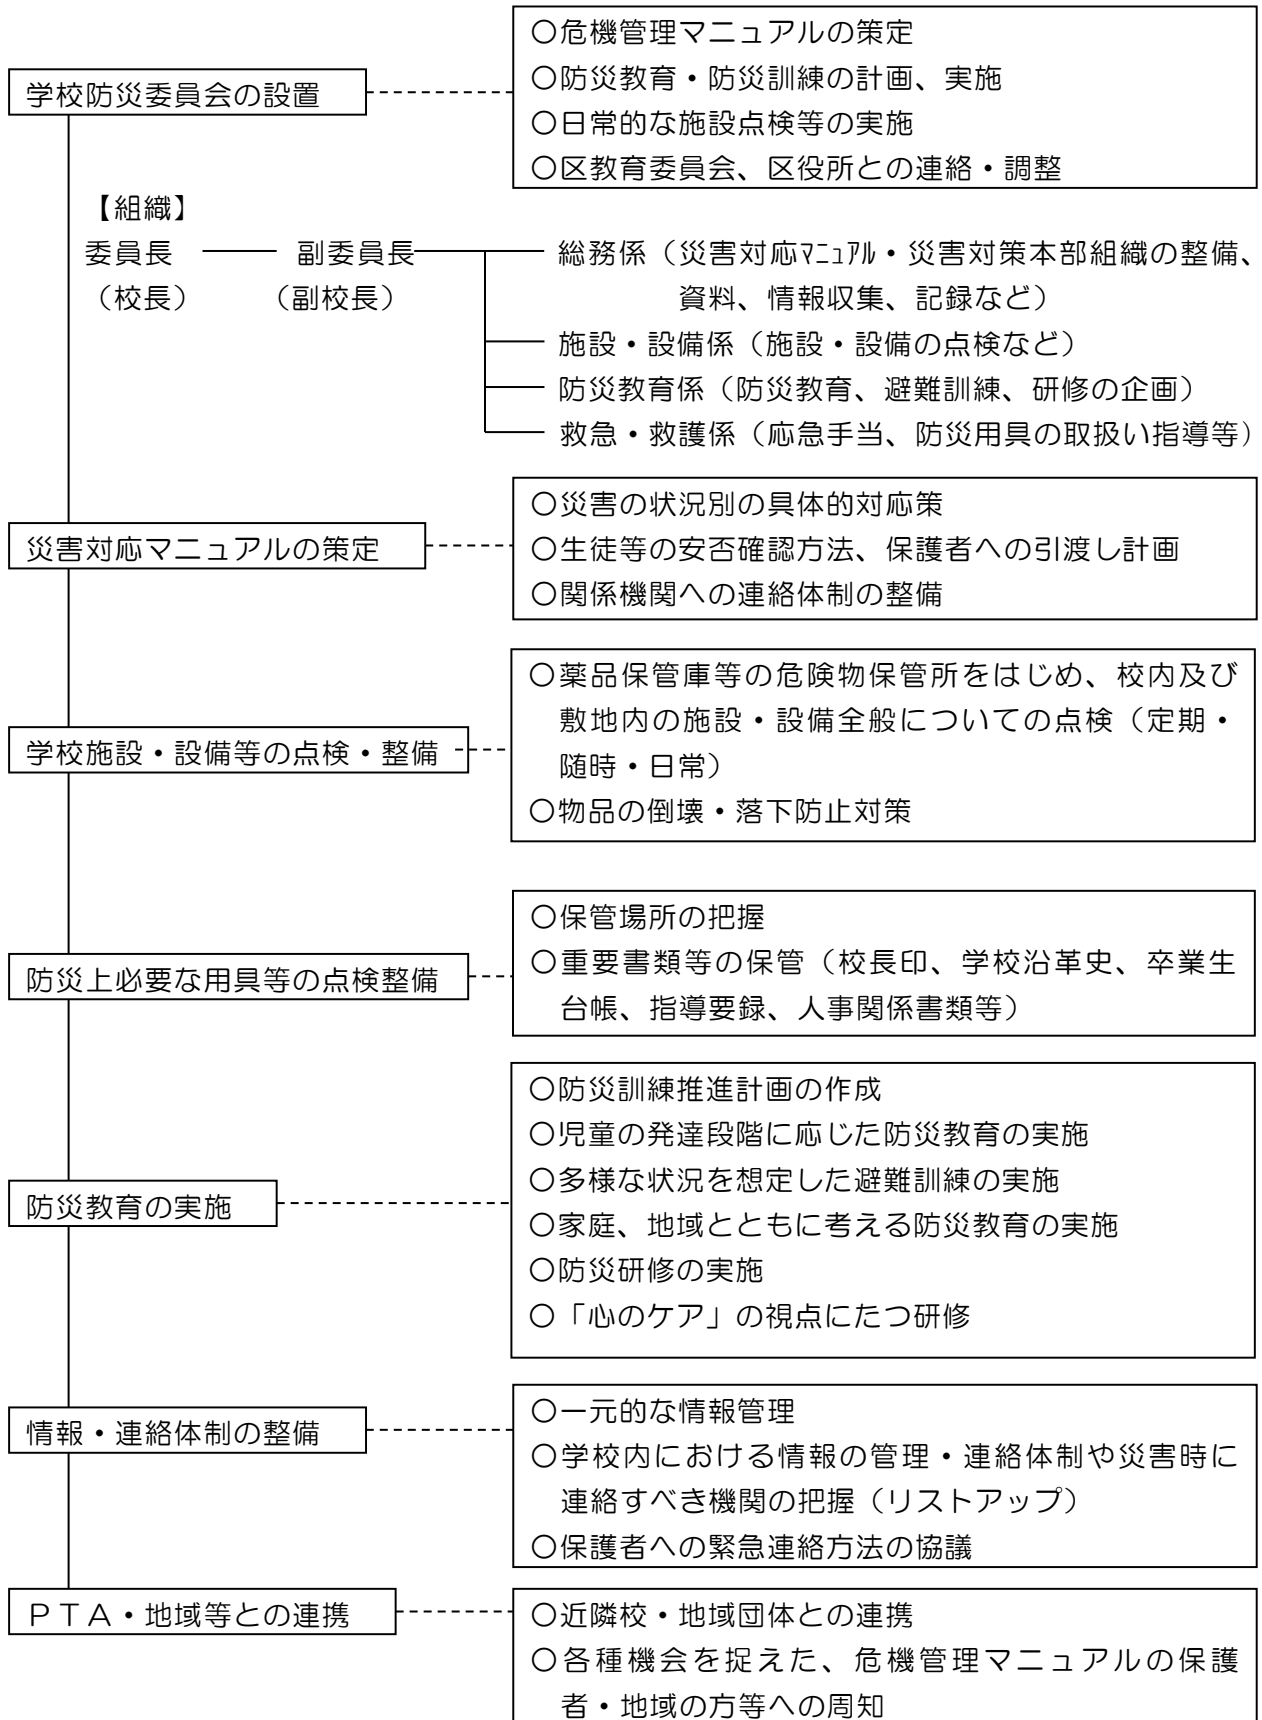 ○危機管理マニュアルの策定
○防災教育・防災訓練の計画、実施
学校防災委員会の設置
○日常的な施設点検等の実施
○区教育委員会、区役所との連絡・調整
【組織】
委員長 副委員長 総務係（災害対応ﾏﾆｭｱﾙ・災害対策本部組織の整備、
（校長） （副校長） 資料、情報収集、記録など）
施設・設備係（施設・設備の点検など）
防災教育係（防災教育、避難訓練、研修の企画）
救急・救護係（応急手当、防災用具の取扱い指導等）
○災害の状況別の具体的対応策
災害対応マニュアルの策定
○生徒等の安否確認方法、保護者への引渡し計画
○関係機関への連絡体制の整備
○薬品保管庫等の危険物保管所をはじめ、校内及び
敷地内の施設・設備全般についての点検（定期・
学校施設・設備等の点検・整備
随時・日常）
○物品の倒壊・落下防止対策
○保管場所の把握
○重要書類等の保管（校長印、学校沿革史、卒業生
防災上必要な用具等の点検整備
台帳、指導要録、人事関係書類等）
○防災訓練推進計画の作成
○児童の発達段階に応じた防災教育の実施
○多様な状況を想定した避難訓練の実施
防災教育の実施
○家庭、地域とともに考える防災教育の実施
○防災研修の実施
○「心のケア」の視点にたつ研修
○一元的な情報管理
情報・連絡体制の整備
○学校内における情報の管理・連絡体制や災害時に
連絡すべき機関の把握（リストアップ）
○保護者への緊急連絡方法の協議
ＰＴＡ・地域等との連携
○近隣校・地域団体との連携
○各種機会を捉えた、危機管理マニュアルの保護
者・地域の方等への周知